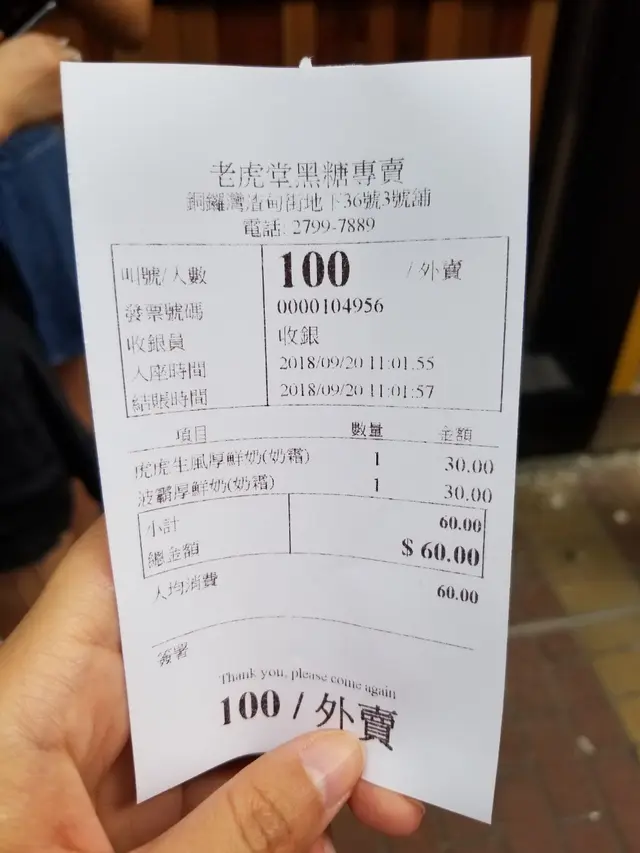 老虎堂黑糖專賣
銅鑼灣渣甸街地下36號3號舖
電話: 2799-7889
叫號/人數 100 /外賣
發票號碼 0000104956
收銀員 收銀
入座時間 2018/09/20 11:01:55
結賬時間 2018/09/20 11:01:57
項目 數量 金額
虎虎生風厚鮮奶(奶霜) 1 30.00
波霸厚鮮奶(奶霜) 1 30.00
小計 60.00
總金額 $ 60.00
人均消費 60.00
簽署
Thank you, please come again
100 / 外賣